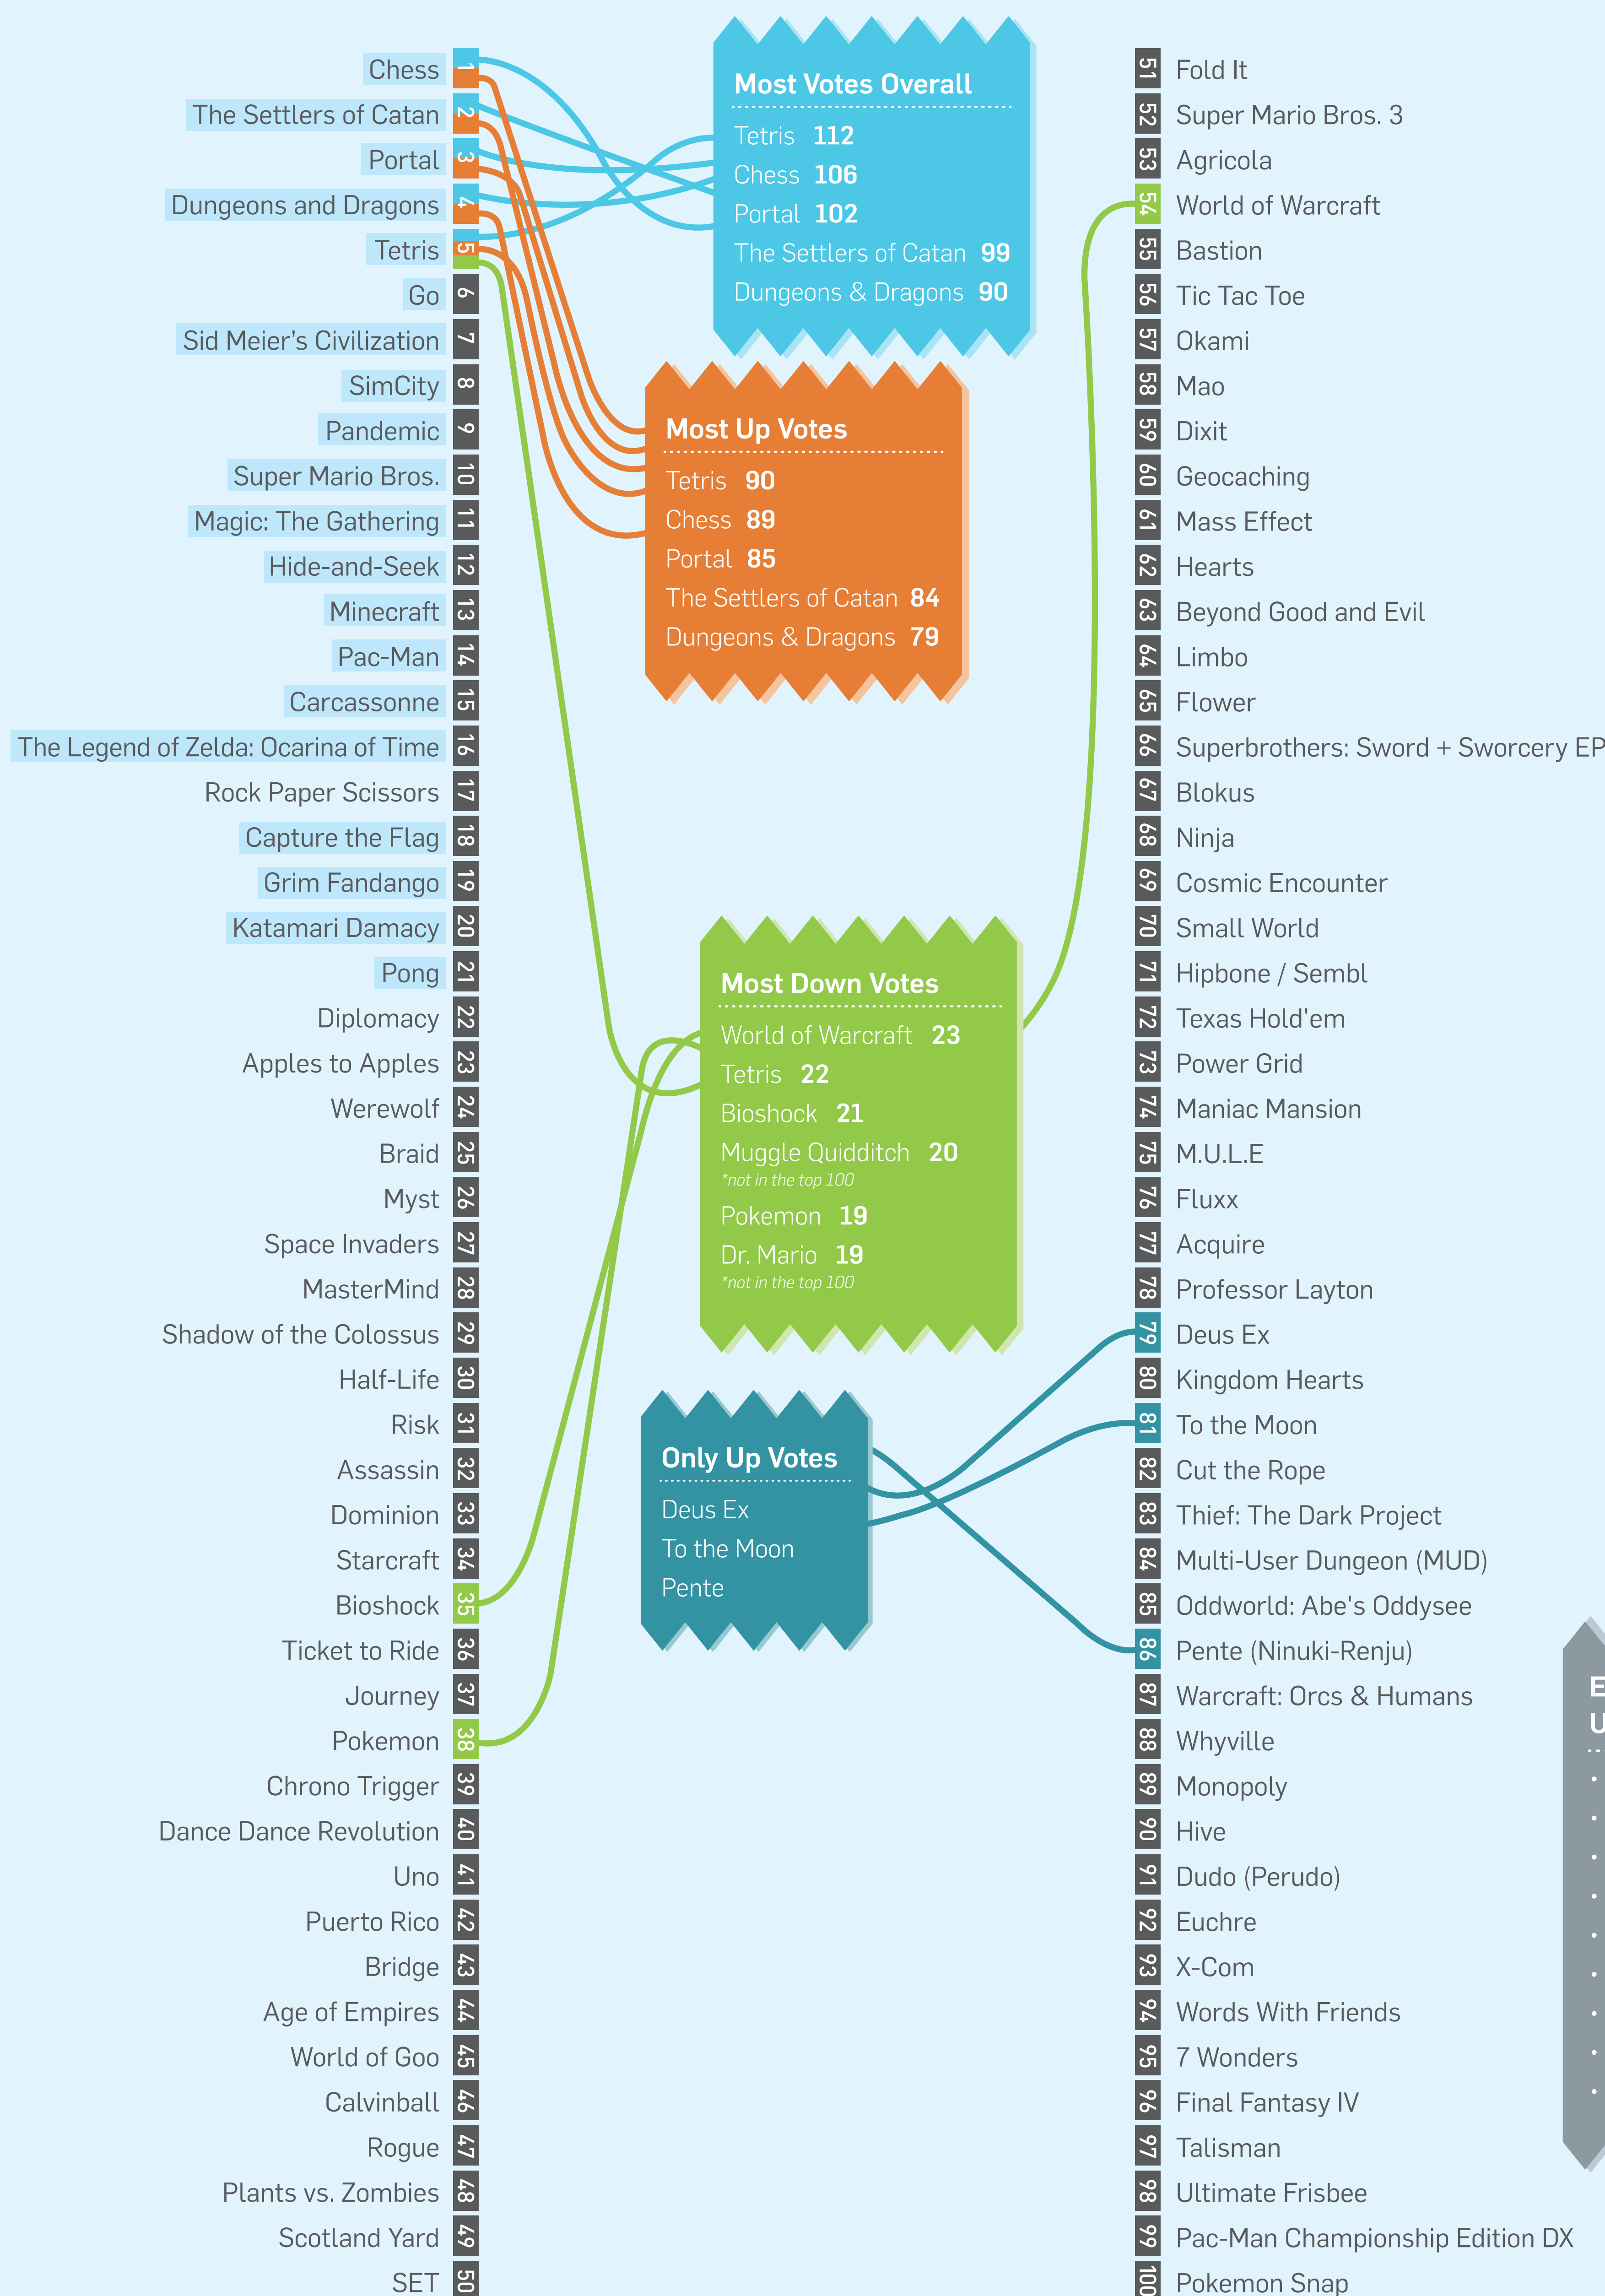 Chess 1
The Settlers of Catan 2
Portal 3
Dungeons and Dragons 4
Tetris 5
Go 6
Sid Meier's Civilization 7
SimCity 8
Pandemic 9
Super Mario Bros. 10
Magic: The Gathering 11
Hide-and-Seek 12
Minecraft 13
Pac-Man 14
Carcassonne 15
The Legend of Zelda: Ocarina of Time 16
Rock Paper Scissors 17
Capture the Flag 18
Grim Fandango 19
Katamari Damacy 20
Pong 21
Diplomacy 22
Apples to Apples 23
Werewolf 24
Braid 25
Myst 26
Space Invaders 27
MasterMind 28
Shadow of the Colossus 29
Half-Life 30
Risk 31
Assassin 32
Dominion 33
Starcraft 34
Bioshock 35
Ticket to Ride 36
Journey 37
Pokemon 38
Chrono Trigger 39
Dance Dance Revolution 40
Uno 41
Puerto Rico 42
Bridge 43
Age of Empires 44
World of Goo 45
Calvinball 46
Rogue 47
Plants vs. Zombies 48
Scotland Yard 49
SET 50
Most Votes Overall
Tetris 112
Chess 106
Portal 102
The Settlers of Catan 99
Dungeons & Dragons 90
Most Up Votes
Tetris 90
Chess 89
Portal 85
The Settlers of Catan 84
Dungeons & Dragons 79
Most Down Votes
World of Warcraft 23
Tetris 22
Bioshock 21
Muggle Quidditch 20
*not in the top 100
Pokemon 19
Dr. Mario 19
*not in the top 100
Only Up Votes
Deus Ex
To the Moon
Pente
51 Fold It
52 Super Mario Bros. 3
53 Agricola
54 World of Warcraft
55 Bastion
56 Tic Tac Toe
57 Okami
58 Mao
59 Dixit
60 Geocaching
61 Mass Effect
62 Hearts
63 Beyond Good and Evil
64 Limbo
65 Flower
66 Superbrothers: Sword + Sworcery EP
67 Blokus
68 Ninja
69 Cosmic Encounter
70 Small World
71 Hipbone / Sembl
72 Texas Hold'em
73 Power Grid
74 Maniac Mansion
75 M.U.L.E
76 Fluxx
77 Acquire
78 Professor Layton
79 Deus Ex
80 Kingdom Hearts
81 To the Moon
82 Cut the Rope
83 Thief: The Dark Project
84 Multi-User Dungeon (MUD)
85 Oddworld: Abe's Oddysee
86 Pente (Ninuki-Renju)
87 Warcraft: Orcs & Humans
88 Whyville
89 Monopoly
90 Hive
91 Dudo (Perudo)
92 Euchre
93 X-Com
94 Words With Friends
95 7 Wonders
96 Final Fantasy IV
97 Talisman
98 Ultimate Frisbee
99 Pac-Man Championship Edition DX
100 Pokemon Snap